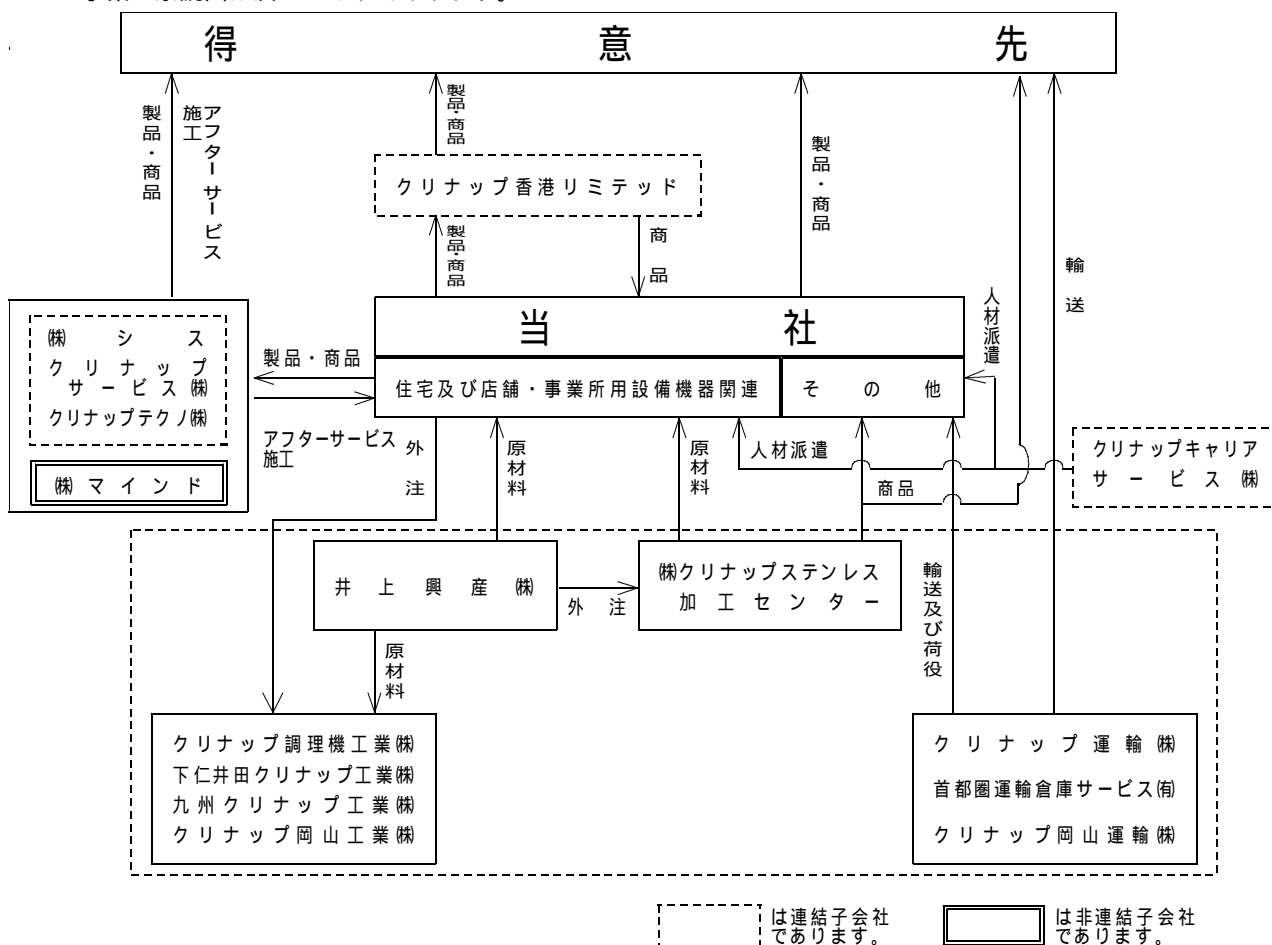 得意先
製品・商品
施工
アフターサービス
製品・商品
製品・商品
クリナップ香港リミテッド
製品・商品
商品
輸送
人材派遣
当社
住宅及び店舗・事業所用設備機器関連
その他
㈱シス
クリナップ
サービス㈱
クリナップテクノ㈱
㈱マインド
製品・商品
アフターサービス
施工
外注
原材料
原材料
人材派遣
商品
クリナップキャリア
サービス㈱
井上興産㈱
外注
㈱クリナップステンレス
加工センター
輸送及び荷役
原材料
クリナップ調理機工業㈱
下仁井田クリナップ工業㈱
九州クリナップ工業㈱
クリナップ岡山工業㈱
クリナップ運輸㈱
首都圏運輸倉庫サービス㈲
クリナップ岡山運輸㈱
は連結子会社
であります。
は非連結子会社
であります。